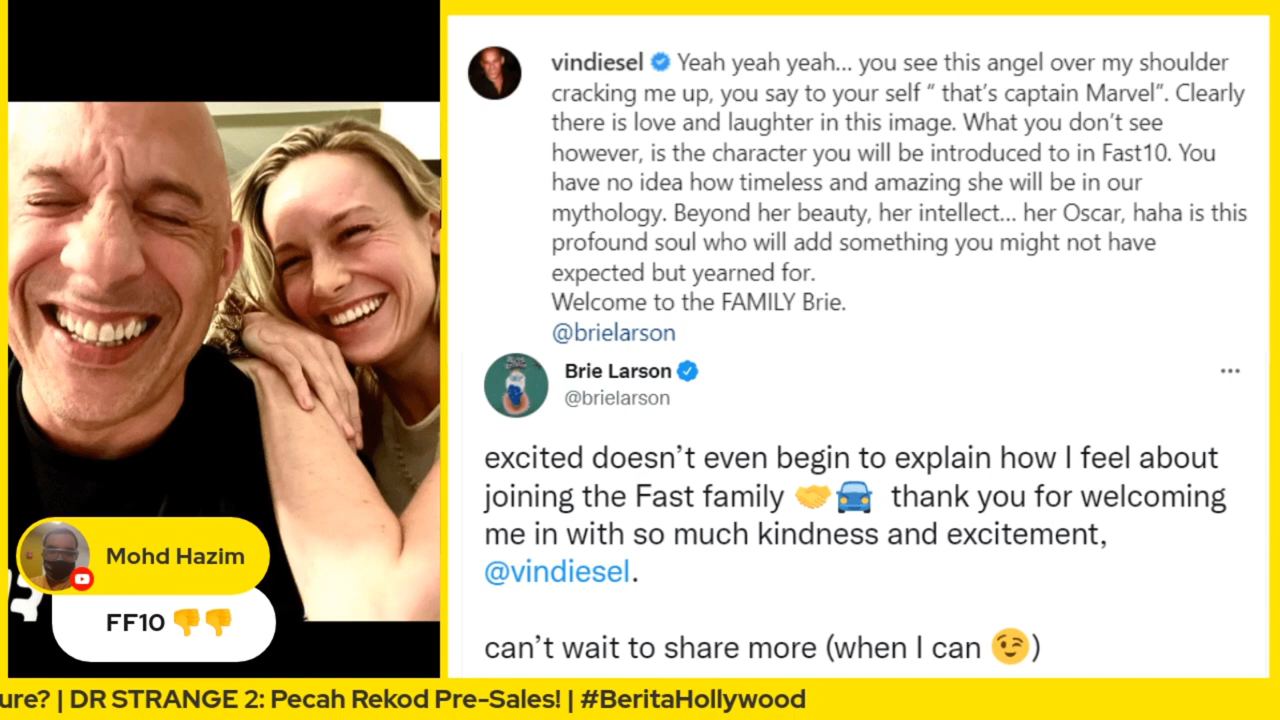 vindiesel Yeah yeah yeah... you see this angel over my shoulder
cracking me up, you say to your self “ that’s captain Marvel”. Clearly
there is love and laughter in this image. What you don’t see
however, is the character you will be introduced to in Fast10. You
have no idea how timeless and amazing she will be in our
mythology. Beyond her beauty, her intellect... her Oscar, haha is this
profound soul who will add something you might not have
expected but yearned for.
Welcome to the FAMILY Brie.
@brielarson
Brie Larson
@brielarson
excited doesn’t even begin to explain how I feel about
joining the Fast family 🤝🚙 thank you for welcoming
me in with so much kindness and excitement,
@vindiesel.
can’t wait to share more (when I can 😉)
Mohd Hazim
FF10 👎👎
ure? | DR STRANGE 2: Pecah Rekod Pre-Sales! | #BeritaHollywood